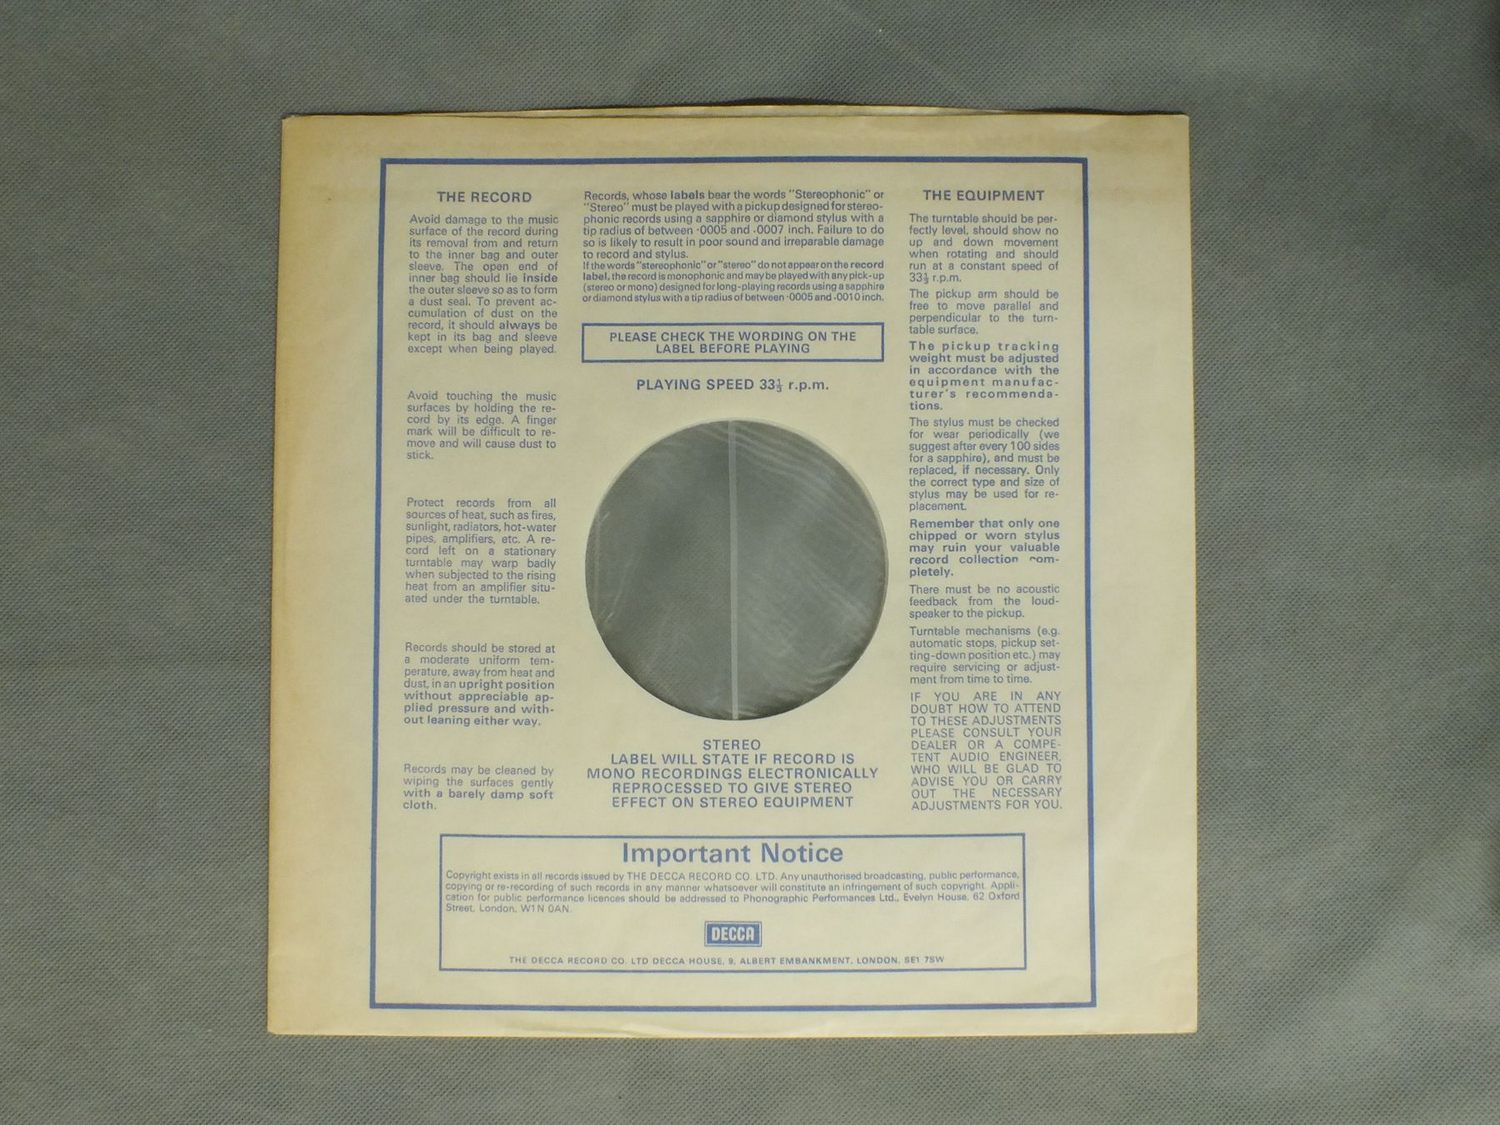 THE RECORD
Avoid damage to the music
surface of the record during
its removal from and return
to the inner bag and outer
sleeve. The open end of
inner bag should lie inside
the outer sleeve so as to form
a dust seal. To prevent ac-
cumulation of dust on the
record, it should always be
kept in its bag and sleeve
except when being played.
Avoid touching the music
surfaces by holding the re-
cord by its edge. A finger
mark will be difficult to re-
move and will cause dust to
stick.
Protect records from all
sources of heat, such as fires,
sunlight, radiators, hot-water
pipes, amplifiers, etc. A re-
cord left on a stationary
turntable may warp badly
when subjected to the rising
heat from an amplifier situ-
ated under the turntable.
Records should be stored at
a moderate uniform tem-
perature, away from heat and
dust, in an upright position
without appreciable ap-
plied pressure and with-
out leaning either way.
Records may be cleaned by
wiping the surfaces gently
with a barely damp soft
cloth.
Records, whose labels bear the words "Stereophonic" or
"Stereo" must be played with a pickup designed for stereo-
phonic records using a sapphire or diamond stylus with a
tip radius of between ·0005 and ·0007 inch. Failure to do
so is likely to result in poor sound and irreparable damage
to record and stylus.
If the words "stereophonic" or "stereo" do not appear on the record
label, the record is monophonic and may be played with any pick-up
(stereo or mono) designed for long-playing records using a sapphire
or diamond stylus with a tip radius of between ·0005 and ·0010 inch.
PLEASE CHECK THE WORDING ON THE
LABEL BEFORE PLAYING
PLAYING SPEED 33⅓ r.p.m.
STEREO
LABEL WILL STATE IF RECORD IS
MONO RECORDINGS ELECTRONICALLY
REPROCESSED TO GIVE STEREO
EFFECT ON STEREO EQUIPMENT
THE EQUIPMENT
The turntable should be per-
fectly level, should show no
up and down movement
when rotating and should
run at a constant speed of
33⅓ r.p.m.
The pickup arm should be
free to move parallel and
perpendicular to the turn-
table surface.
The pickup tracking
weight must be adjusted
in accordance with the
equipment manufac-
turer's recommenda-
tions.
The stylus must be checked
for wear periodically (we
suggest after every 100 sides
for a sapphire), and must be
replaced, if necessary. Only
the correct type and size of
stylus may be used for re-
placement.
Remember that only one
chipped or worn stylus
may ruin your valuable
record collection com-
pletely.
There must be no acoustic
feedback from the loud-
speaker to the pickup.
Turntable mechanisms (e.g.
automatic stops, pickup set-
ting-down position etc.) may
require servicing or adjust-
ment from time to time.
IF YOU ARE IN ANY
DOUBT HOW TO ATTEND
TO THESE ADJUSTMENTS
PLEASE CONSULT YOUR
DEALER OR A COMPE-
TENT AUDIO ENGINEER,
WHO WILL BE GLAD TO
ADVISE YOU OR CARRY
OUT THE NECESSARY
ADJUSTMENTS FOR YOU.
Important Notice
Copyright exists in all records issued by THE DECCA RECORD CO. LTD. Any unauthorised broadcasting, public performance,
copying or re-recording of such records in any manner whatsoever will constitute an infringement of such copyright. Appli-
cation for public performance licences should be addressed to Phonographic Performances Ltd., Evelyn House, 62 Oxford
Street, London, W1N 0AN.
DECCA
THE DECCA RECORD CO. LTD DECCA HOUSE, 9, ALBERT EMBANKMENT, LONDON. SE1 7SW